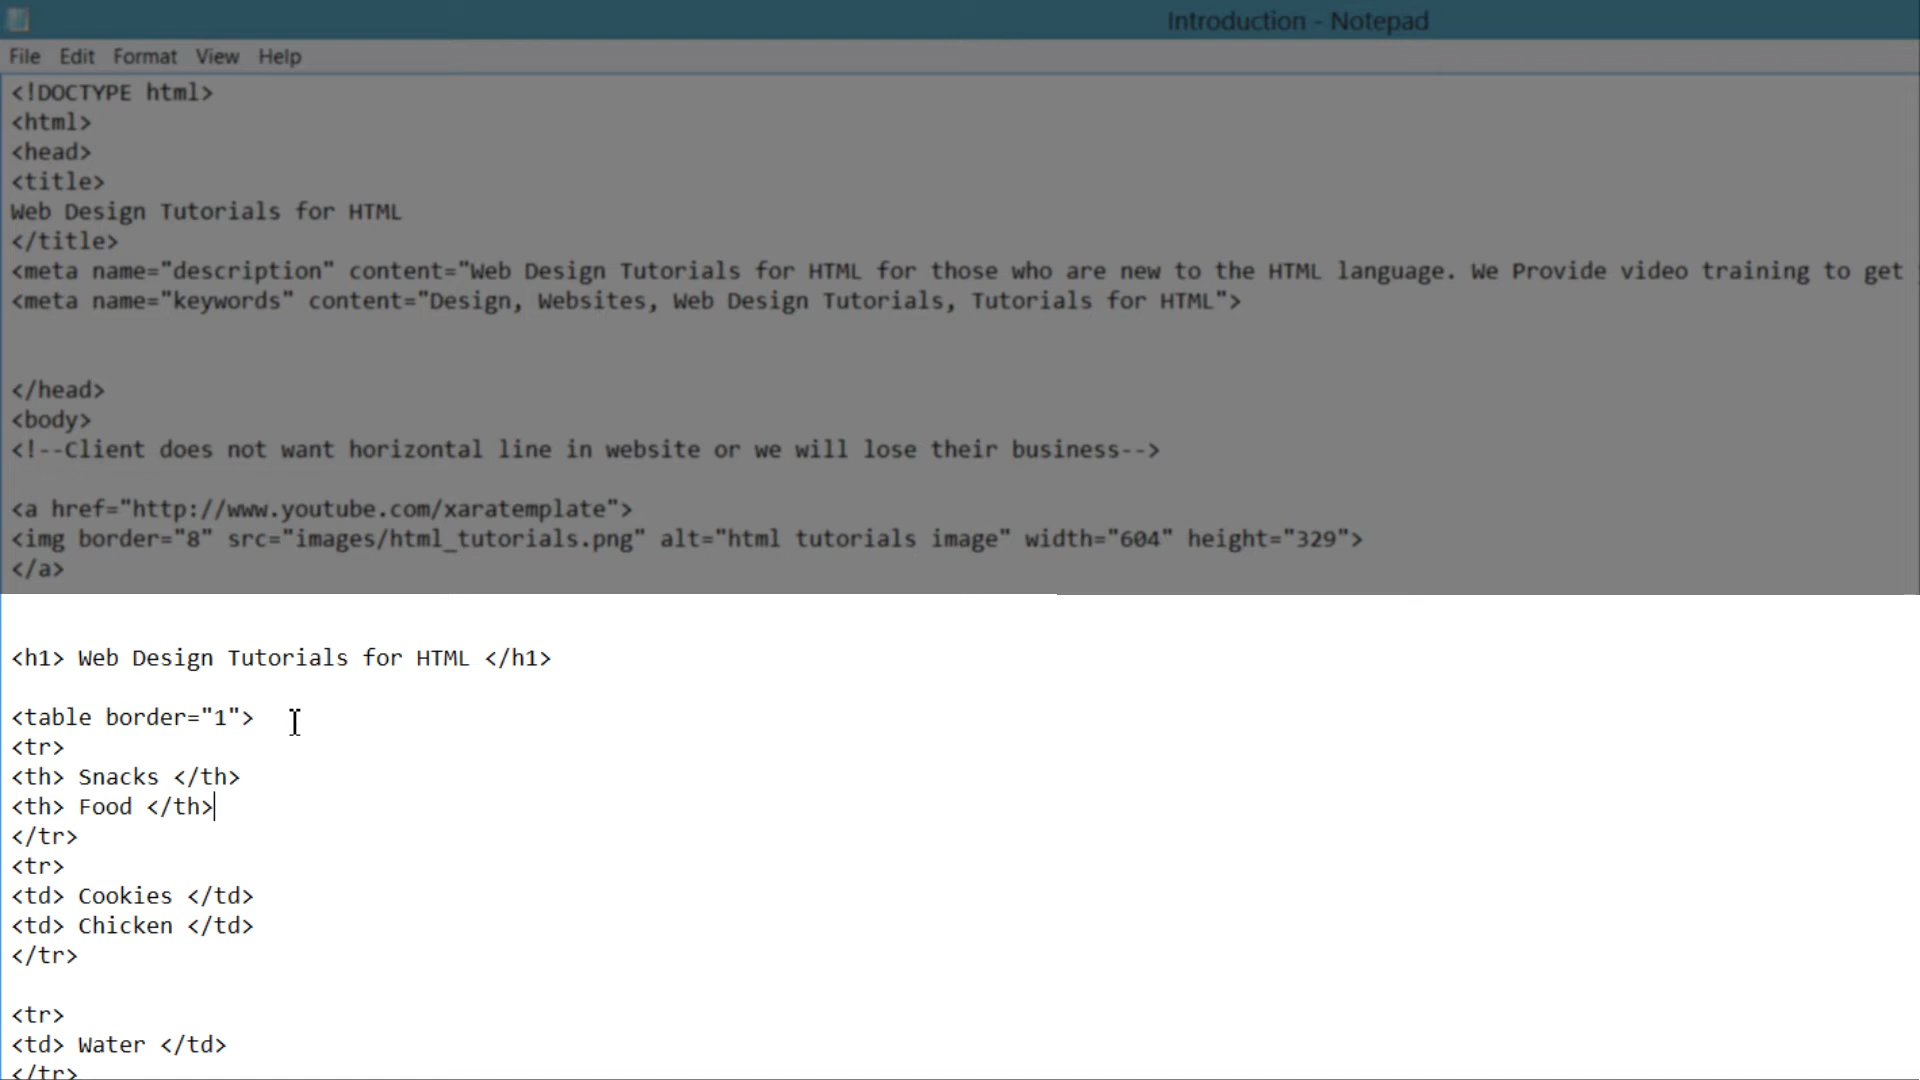 Introduction - Notepad
File Edit Format View Help
<!DOCTYPE html>
<html>
<head>
<title>
Web Design Tutorials for HTML
</title>
<meta name="description" content="Web Design Tutorials for HTML for those who are new to the HTML language. We Provide video training to get
<meta name="keywords" content="Design, Websites, Web Design Tutorials, Tutorials for HTML">
</head>
<body>
<!--Client does not want horizontal line in website or we will lose their business-->
<a href="http://www.youtube.com/xaratemplate">
<img border="8" src="images/html_tutorials.png" alt="html tutorials image" width="604" height="329">
</a>
<h1> Web Design Tutorials for HTML </h1>
<table border="1">
<tr>
<th> Snacks </th>
<th> Food </th>
</tr>
<tr>
<td> Cookies </td>
<td> Chicken </td>
</tr>
<tr>
<td> Water </td>
</tr>